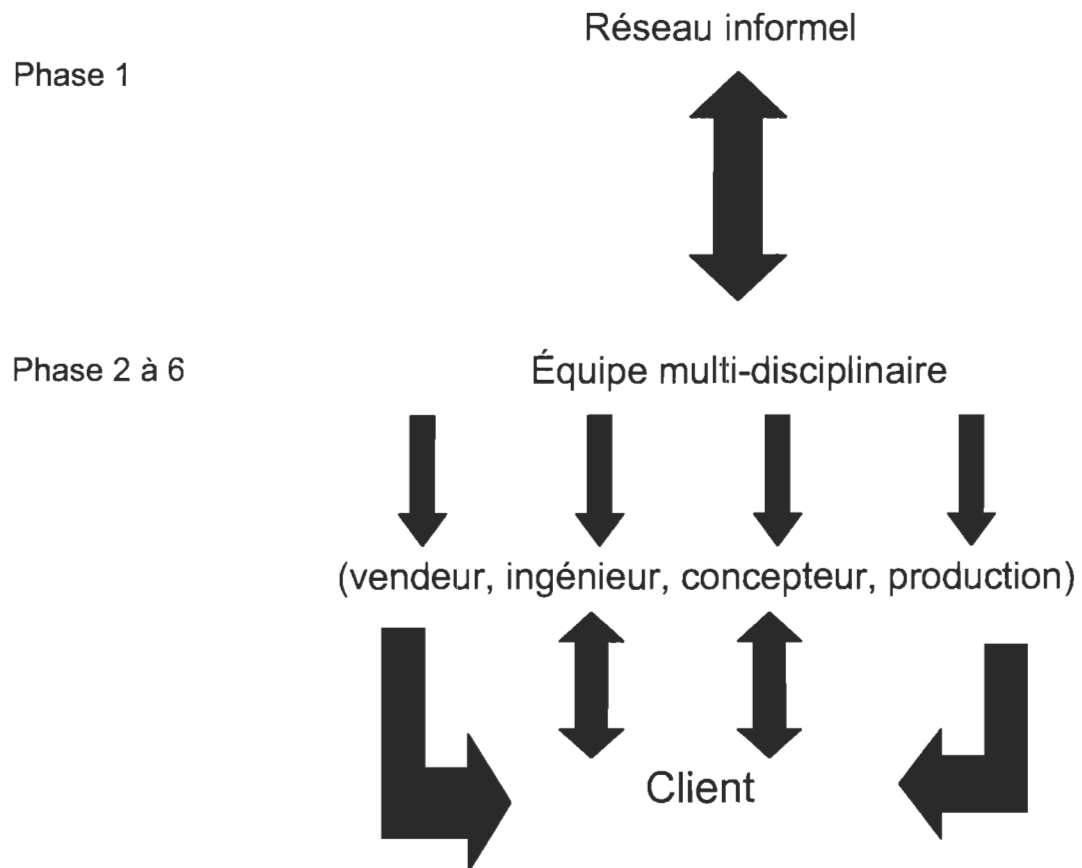 Réseau informel
Phase 1
Phase 2 à 6
Équipe multi-disciplinaire
(vendeur, ingénieur, concepteur, production)
Client